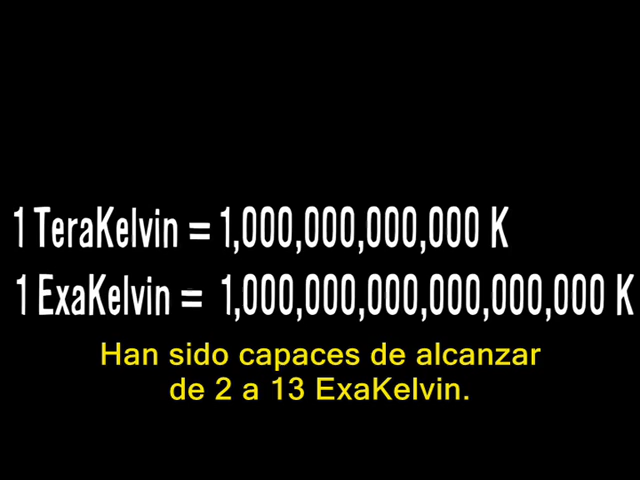 1 TeraKelvin = 1,000,000,000,000 K
1 ExaKelvin = 1,000,000,000,000,000,000 K
Han sido capaces de alcanzar
de 2 a 13 ExaKelvin.